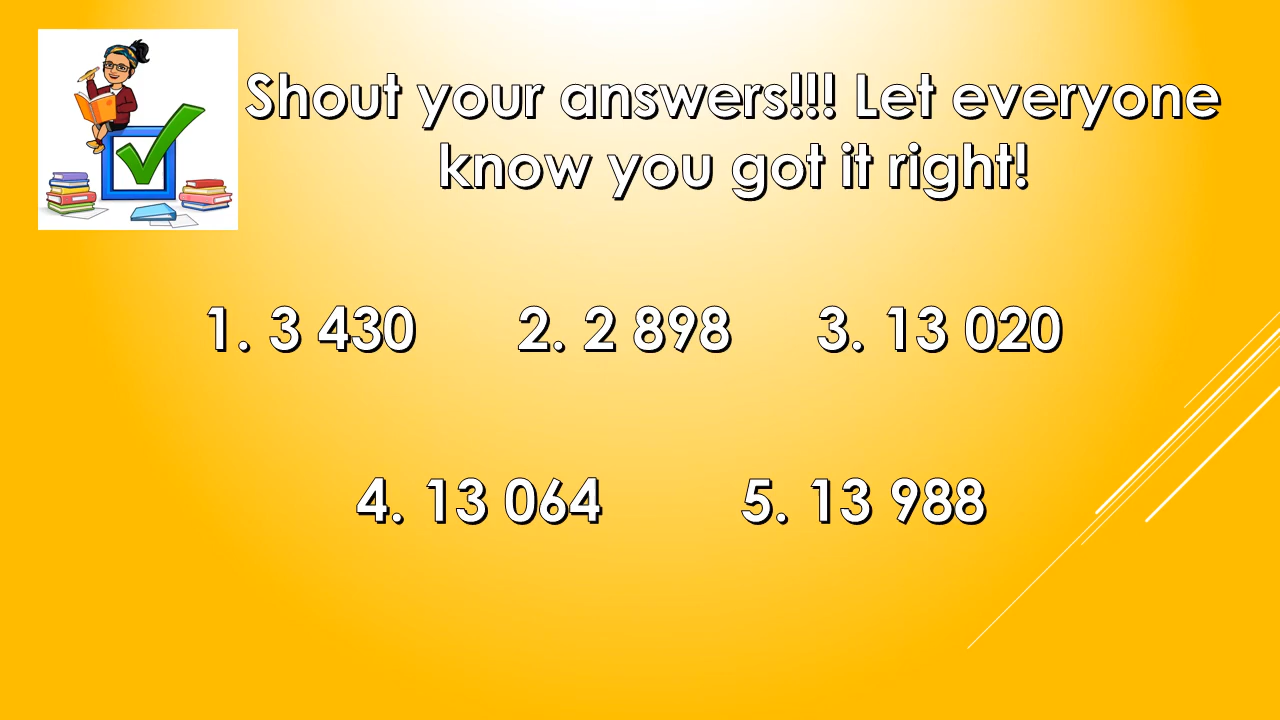 Shout your answers!!! Let everyone
know you got it right!
1. 3 430 2. 2 898 3. 13 020
4. 13 064 5. 13 988